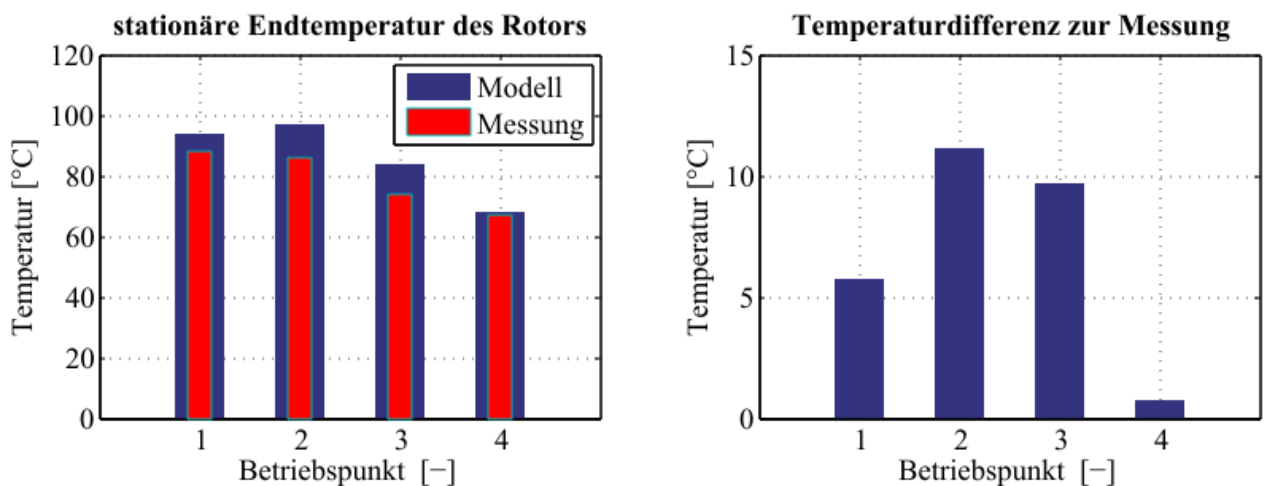 stationäre Endtemperatur des Rotors
Temperatur [°C]
120
100
80
60
40
20
0
Modell
Messung
1 2 3 4
Betriebspunkt [−]
Temperaturdifferenz zur Messung
Temperatur [°C]
15
10
5
0
1 2 3 4
Betriebspunkt [−]